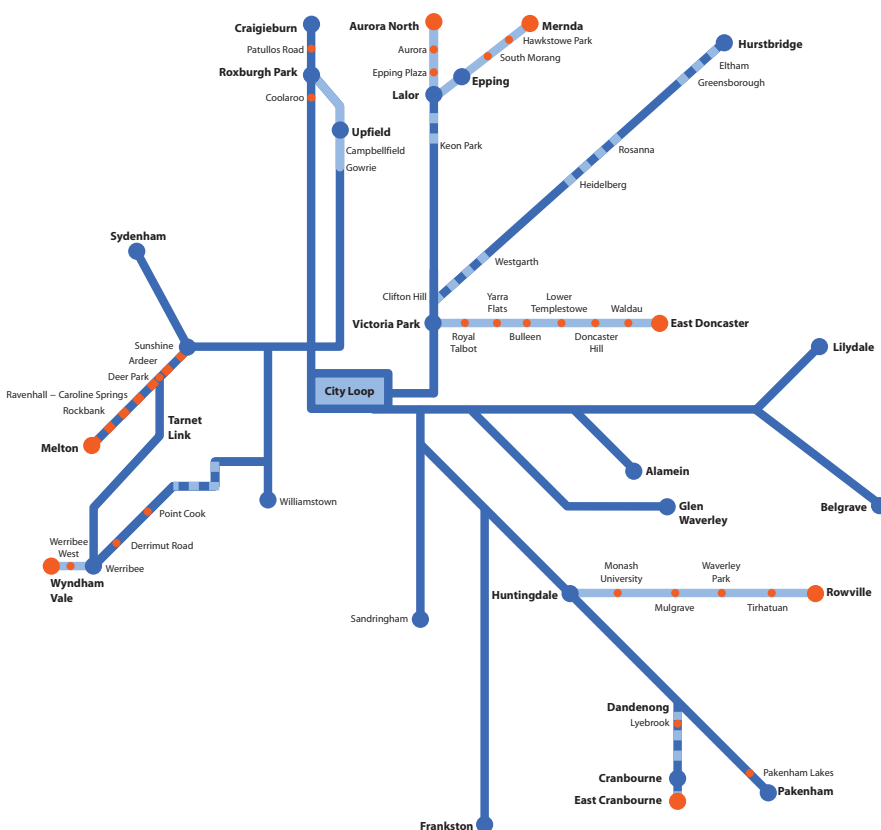 Craigieburn
Patullos Road
Roxburgh Park
Coolaroo
Upfield
Campbellfield
Gowrie
Aurora North
Aurora
Epping Plaza
Lalor
Mernda
Hawkstowe Park
South Morang
Epping
Keon Park
Hurstbridge
Eltham
Greensborough
Rosanna
Heidelberg
Westgarth
Clifton Hill
Victoria Park
Yarra
Flats
Lower
Templestowe
Waldau
East Doncaster
Royal
Talbot
Bulleen
Doncaster
Hill
Sydenham
Sunshine
Ardeer
Deer Park
Ravenhall – Caroline Springs
Rockbank
Melton
Tarnet
Link
City Loop
Lilydale
Alamein
Glen
Waverley
Belgrave
Williamstown
Point Cook
Derrimut Road
Werribee
West
Werribee
Wyndham
Vale
Sandringham
Huntingdale
Monash
University
Waverley
Park
Rowville
Mulgrave
Tirhatuan
Dandenong
Lyebrook
Cranbourne
East Cranbourne
Pakenham Lakes
Pakenham
Frankston